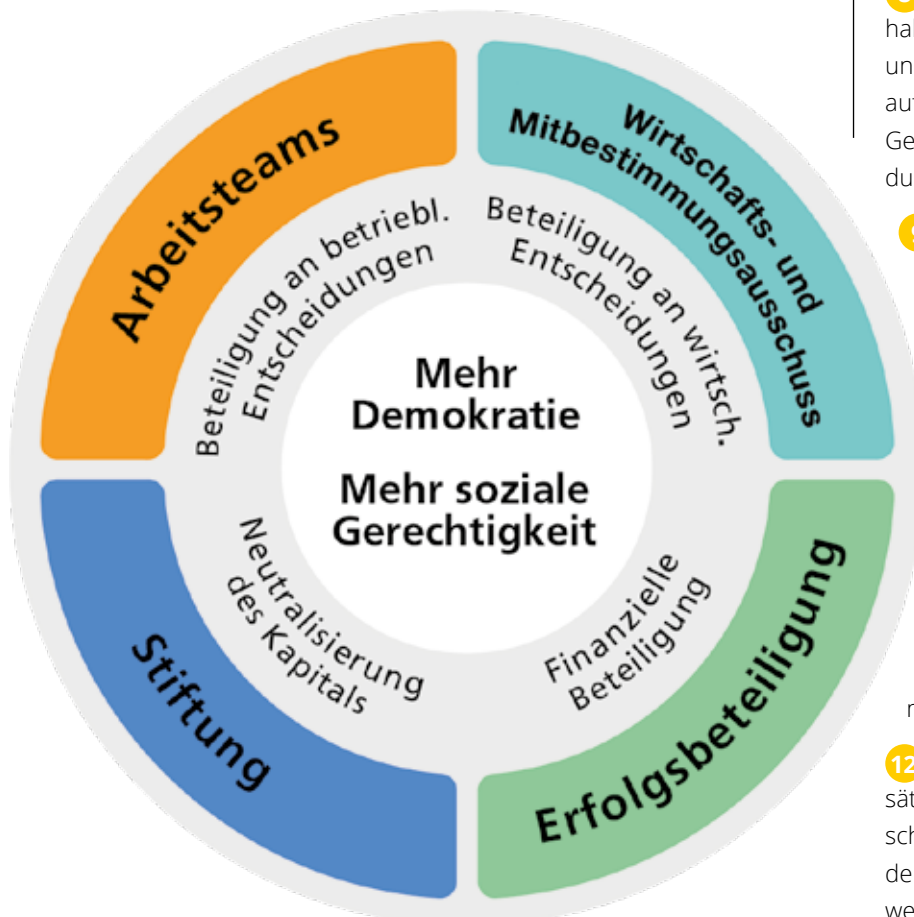 Arbeitsteams
Beteiligung an betriebl.
Entscheidungen
Wirtschafts- und
Mitbestimmungsausschuss
Beteiligung an wirtsch.
Entscheidungen
Mehr
Demokratie
Mehr soziale
Gerechtigkeit
Neutralisierung
des Kapitals
Stiftung
Finanzielle
Beteiligung
Erfolgsbeteiligung
12